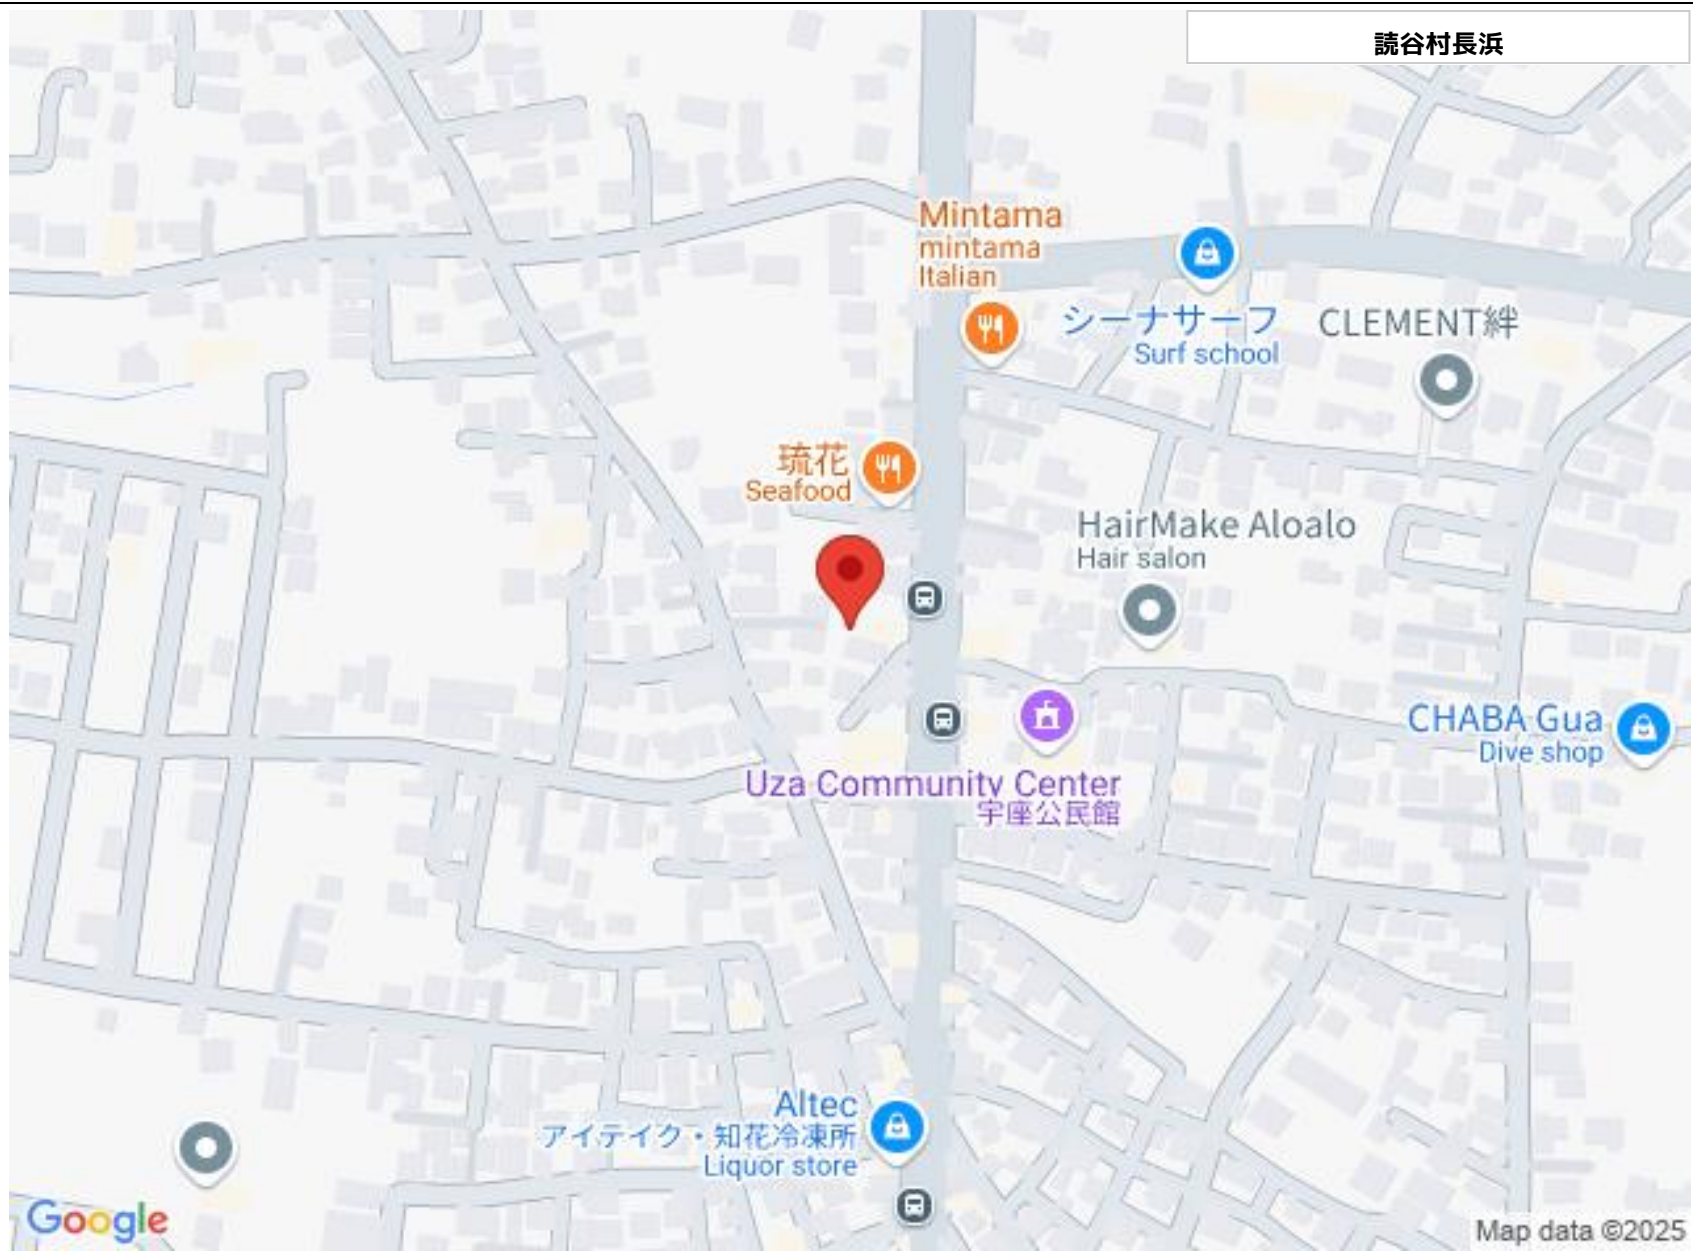 読谷村長浜
Mintama
mintama
Italian
シーナサーフ
Surf school
CLEMENT絆
琉花
Seafood
HairMake Aloalo
Hair salon
CHABA Gua
Dive shop
Uza Community Center
宇座公民館
Altec
アイテイク・知花冷凍所
Liquor store
Google
Map data ©2025